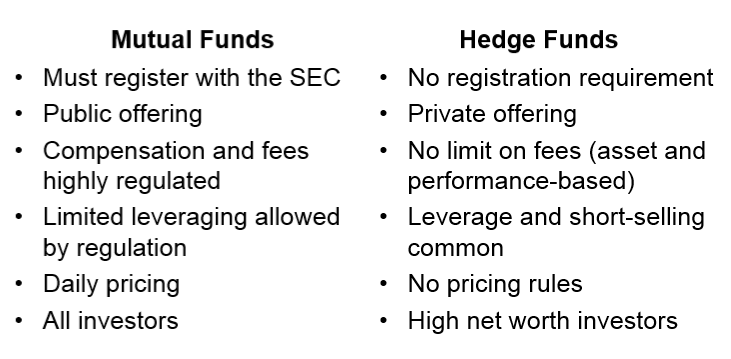 Mutual Funds
• Must register with the SEC
• Public offering
• Compensation and fees
highly regulated
• Limited leveraging allowed
by regulation
• Daily pricing
• All investors
Hedge Funds
• No registration requirement
• Private offering
• No limit on fees (asset and
performance-based)
• Leverage and short-selling
common
• No pricing rules
• High net worth investors